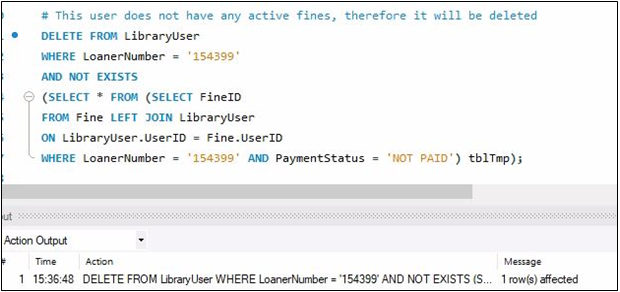 # This user does not have any active fines, therefore it will be deleted
DELETE FROM LibraryUser
WHERE LoanerNumber = '154399'
AND NOT EXISTS
(SELECT * FROM (SELECT FineID
FROM Fine LEFT JOIN LibraryUser
ON LibraryUser.UserID = Fine.UserID
WHERE LoanerNumber = '154399' AND PaymentStatus = 'NOT PAID') tblTmp);
Action Output
# Time Action Message
1 15:36:48 DELETE FROM LibraryUser WHERE LoanerNumber = '154399' AND NOT EXISTS (S... 1 row(s) affected